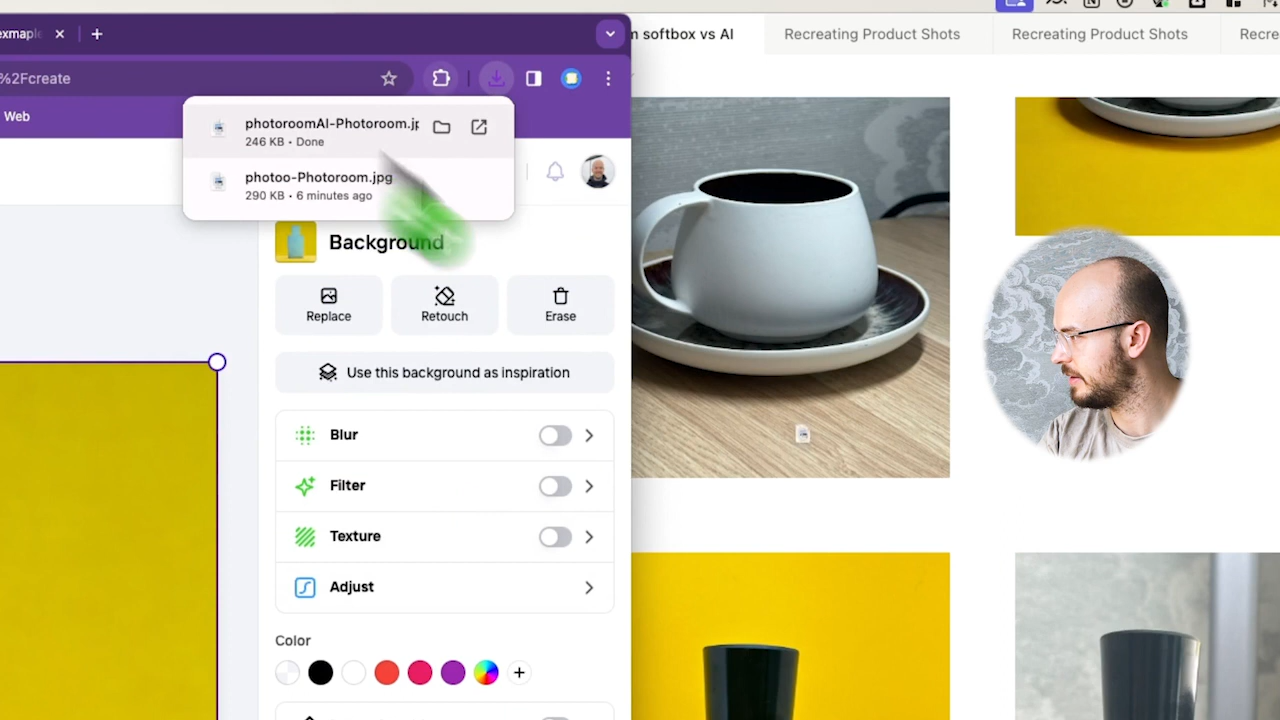 exmaple
m softbox vs AI
Recreating Product Shots
Recreating Product Shots
Recre
%2Fcreate
Web
photoroomAI-Photoroom.jp
246 KB • Done
photoo-Photoroom.jpg
290 KB • 6 minutes ago
Background
Replace
Retouch
Erase
Use this background as inspiration
Blur
Filter
Texture
Adjust
Color